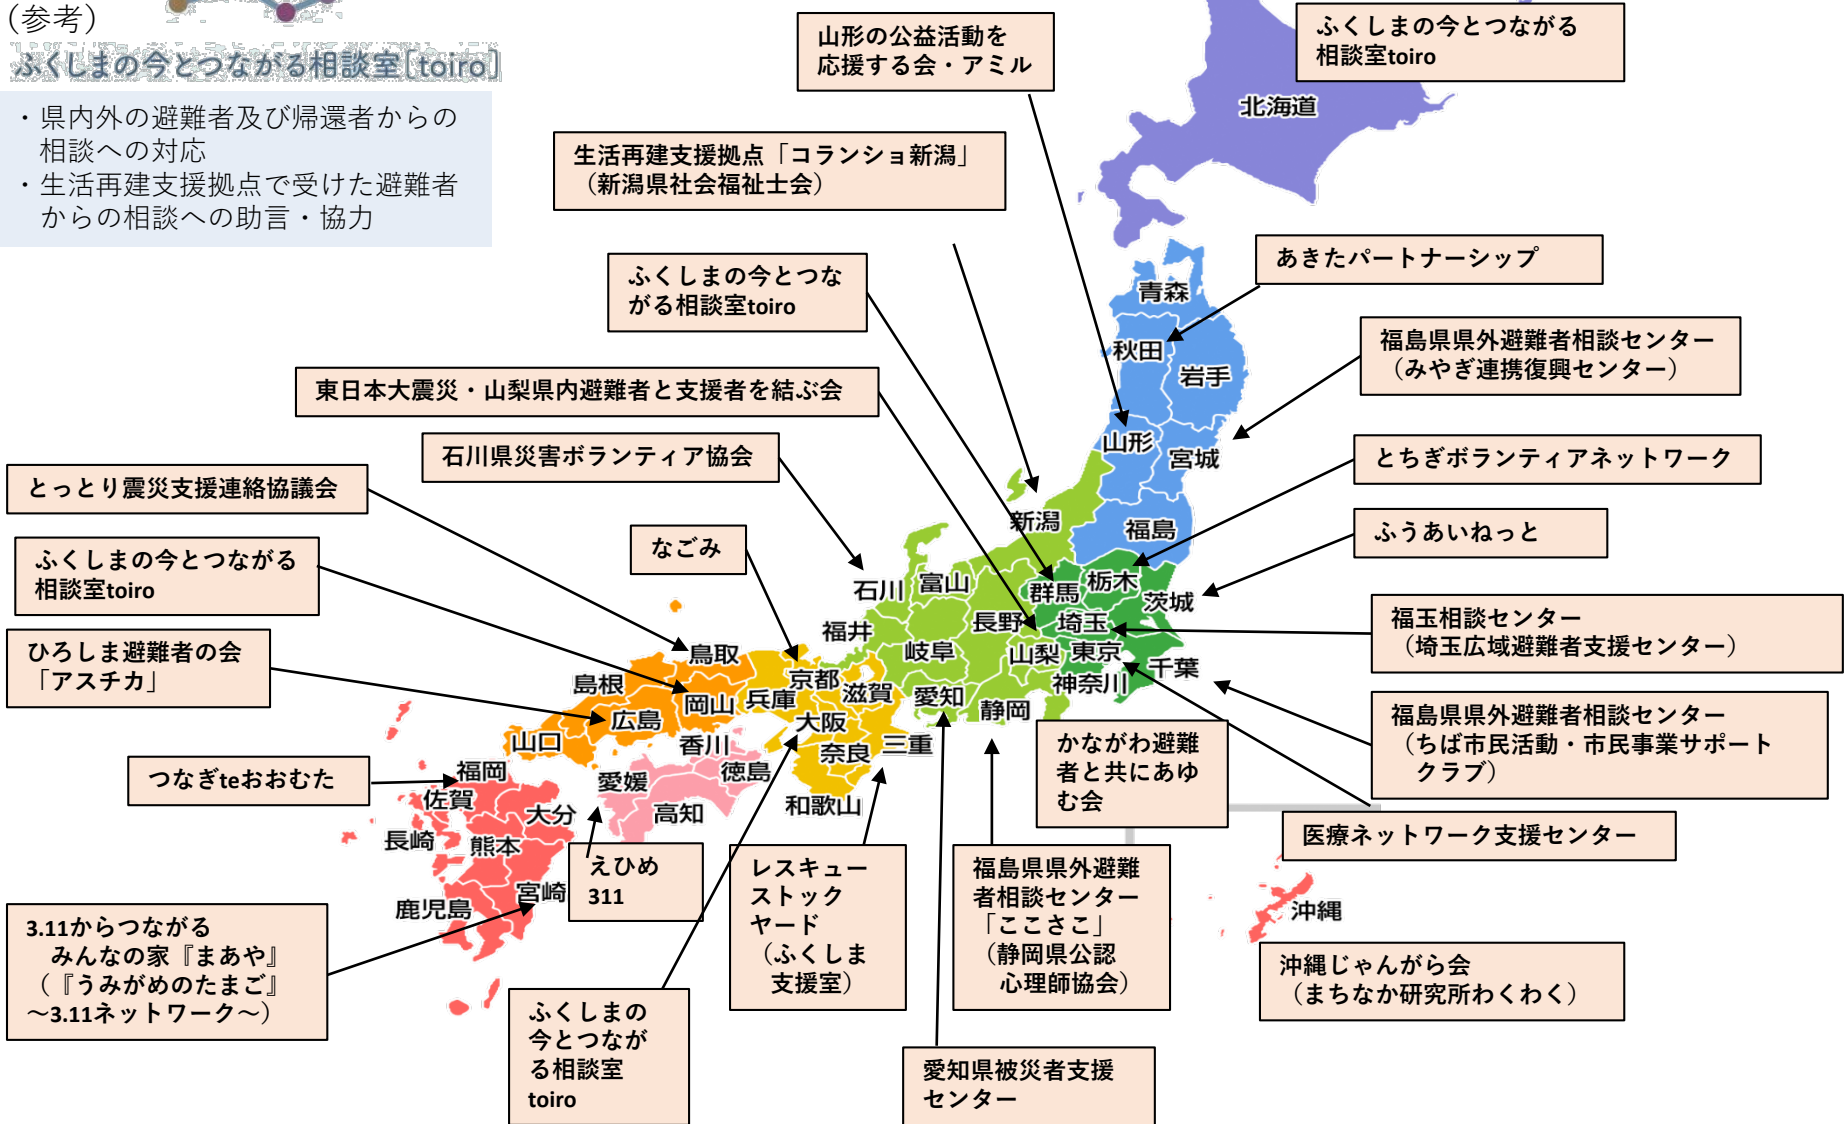 (参考)
ふくしまの今とつながる相談室[toiro]
・県内外の避難者及び帰還者からの
相談への対応
・生活再建支援拠点で受けた避難者
からの相談への助言・協力
山形の公益活動を
応援する会・アミル
ふくしまの今とつながる
相談室toiro
北海道
生活再建支援拠点「コランショ新潟」
（新潟県社会福祉士会）
あきたパートナーシップ
ふくしまの今とつな
がる相談室toiro
福島県県外避難者相談センター
（みやぎ連携復興センター）
東日本大震災・山梨県内避難者と支援者を結ぶ会
石川県災害ボランティア協会
とちぎボランティアネットワーク
とっとり震災支援連絡協議会
なごみ
ふうあいねっと
ふくしまの今とつながる
相談室toiro
福玉相談センター
（埼玉広域避難者支援センター）
ひろしま避難者の会
「アスチカ」
福島県県外避難者相談センター
（ちば市民活動・市民事業サポート
クラブ）
かながわ避難
者と共にあゆ
む会
つなぎteおおむた
医療ネットワーク支援センター
えひめ
311
レスキュー
ストック
ヤード
（ふくしま
支援室）
福島県県外避難
者相談センター
「ここさこ」
（静岡県公認
心理師協会）
3.11からつながる
みんなの家『まあや』
（『うみがめのたまご』
～3.11ネットワーク～）
沖縄じゃんがら会
（まちなか研究所わくわく）
ふくしまの
今とつなが
る相談室
toiro
愛知県被災者支援
センター
青森
秋田
岩手
山形
宮城
新潟
福島
石川
富山
群馬
栃木
茨城
福井
長野
埼玉
岐阜
山梨
東京
千葉
神奈川
愛知
静岡
鳥取
島根
岡山
広島
山口
京都
兵庫
滋賀
大阪
奈良
三重
和歌山
香川
徳島
愛媛
高知
福岡
佐賀
大分
長崎
熊本
宮崎
鹿児島
沖縄